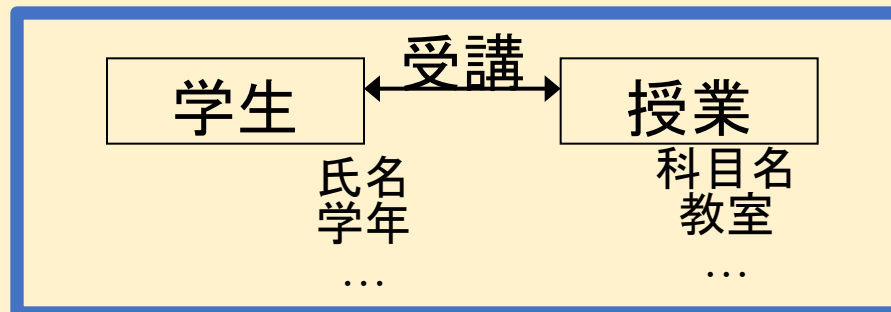 受講
学生
授業
氏名
学年
…
科目名
教室
…